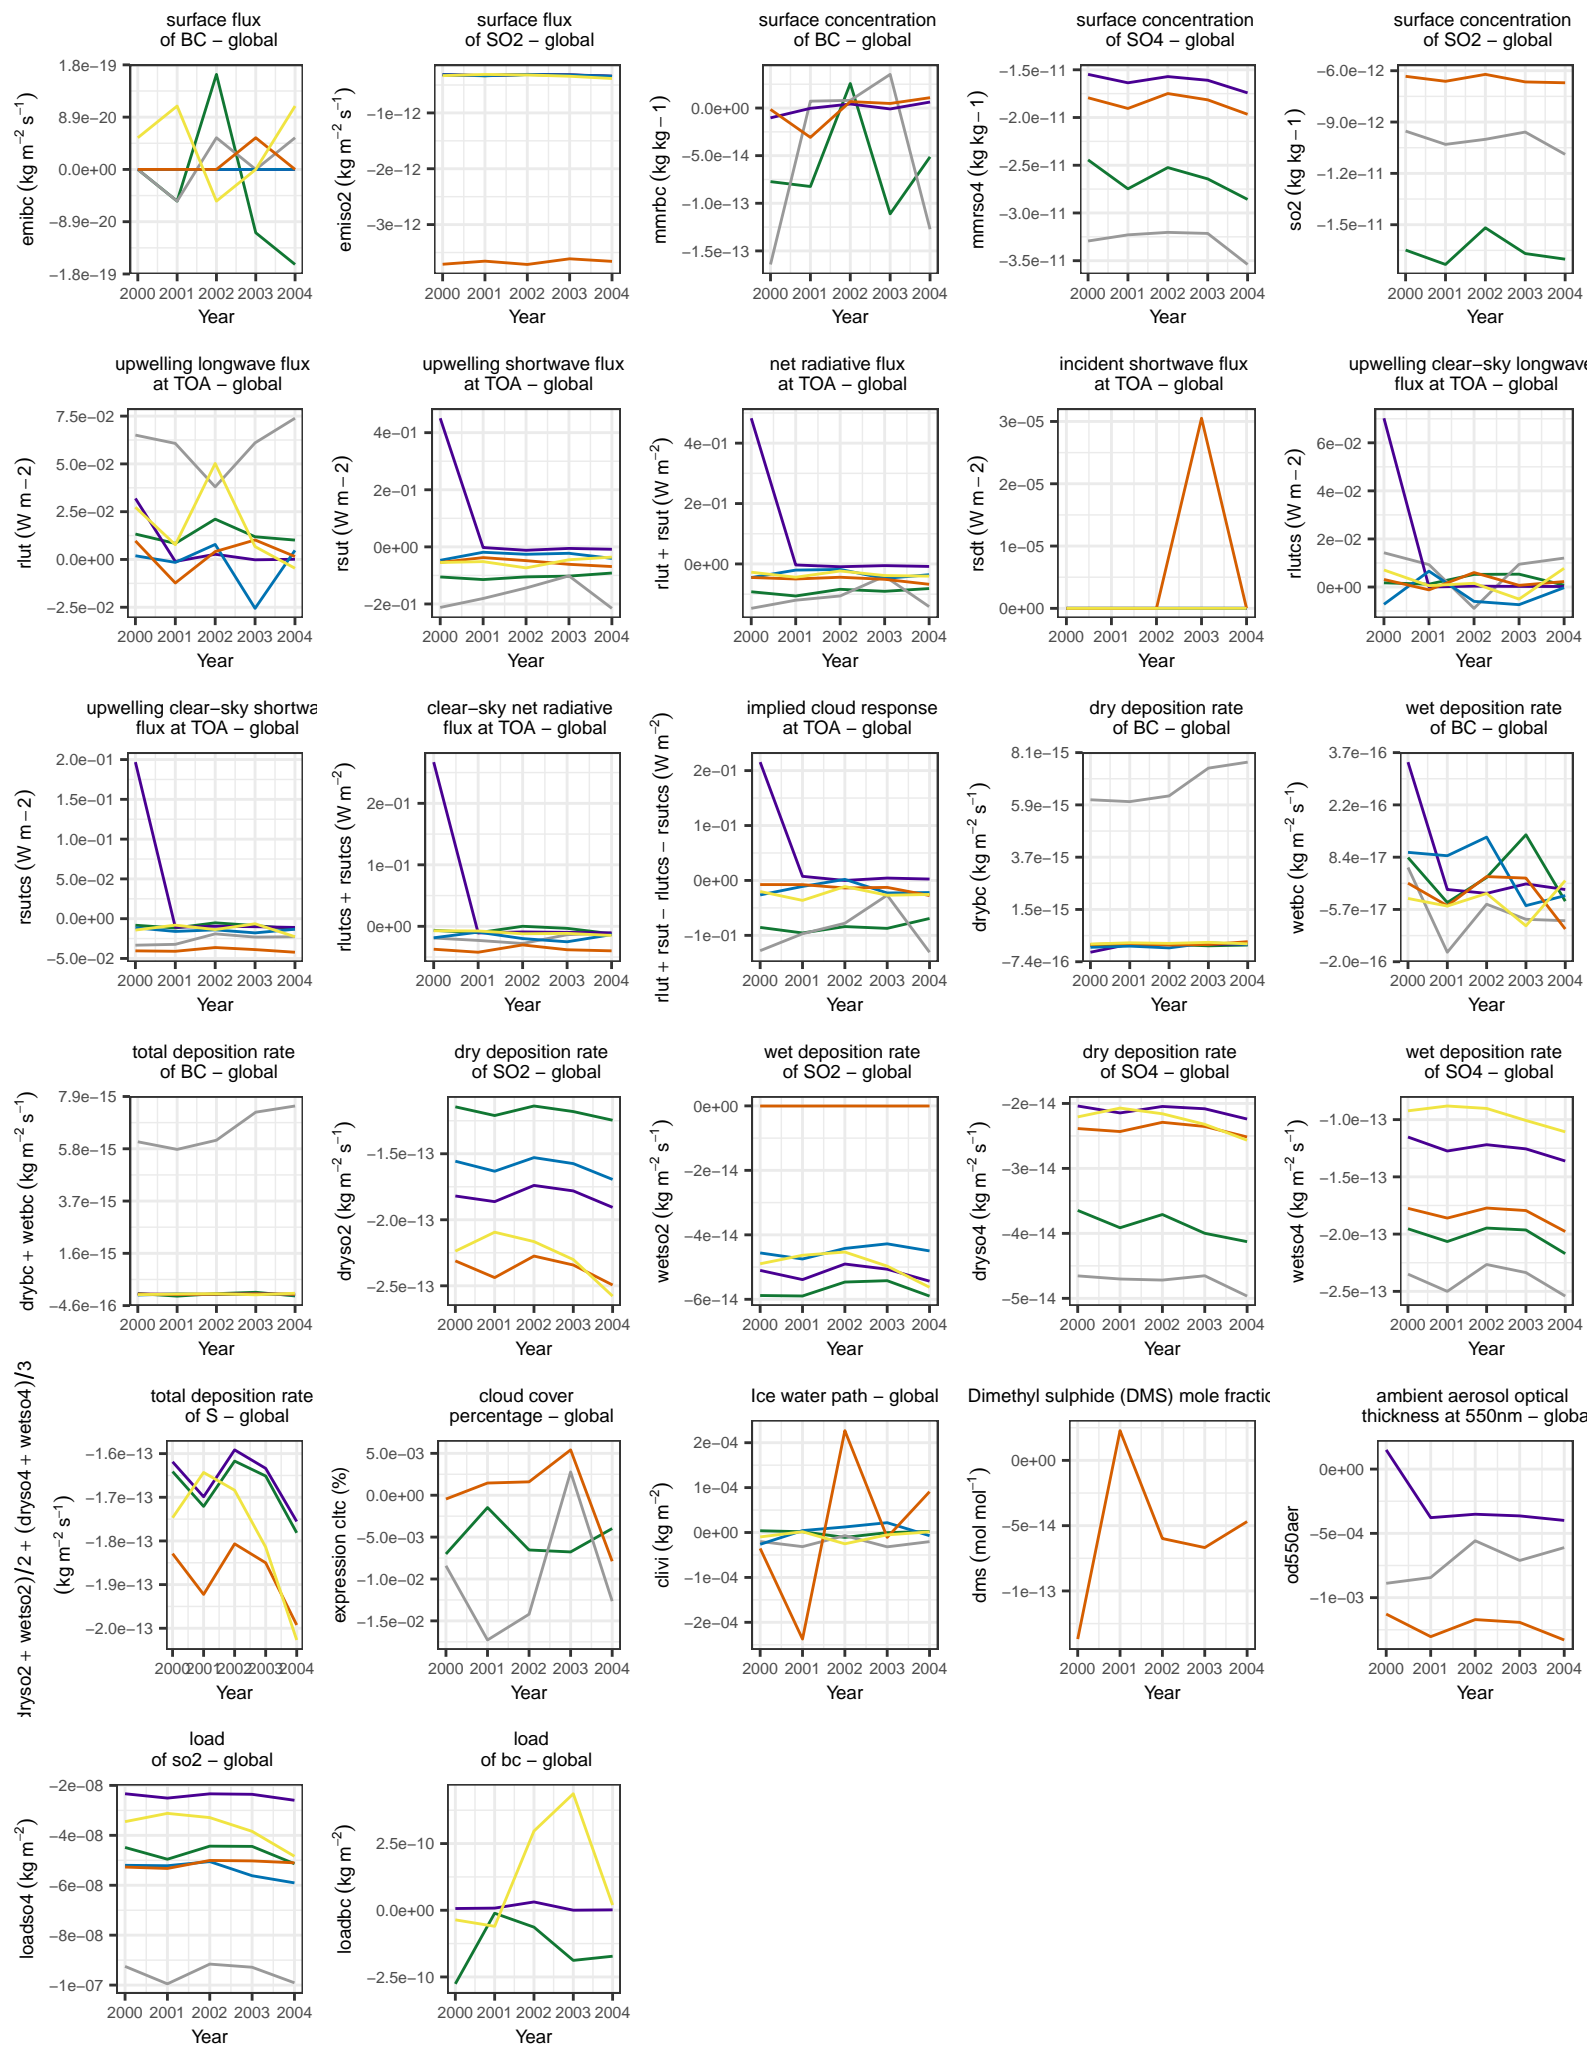 surface flux
of BC − global
surface flux
of SO2 − global
surface concentration
of BC − global
surface concentration
of SO4 − global
surface concentration
of SO2 − global
emibc (kg m−2 s−1)
1.8e−19
8.9e−20
0.0e+00
−8.9e−20
−1.8e−19
2000 2001 2002 2003 2004
Year
emiso2 (kg m−2 s−1)
−1e−12
−2e−12
−3e−12
2000 2001 2002 2003 2004
Year
mmrbc (kg kg − 1)
0.0e+00
−5.0e−14
−1.0e−13
−1.5e−13
2000 2001 2002 2003 2004
Year
mmrso4 (kg kg − 1)
−1.5e−11
−2.0e−11
−2.5e−11
−3.0e−11
−3.5e−11
2000 2001 2002 2003 2004
Year
so2 (kg kg − 1)
−6.0e−12
−9.0e−12
−1.2e−11
−1.5e−11
2000 2001 2002 2003 2004
Year
upwelling longwave flux
at TOA − global
upwelling shortwave flux
at TOA − global
net radiative flux
at TOA − global
incident shortwave flux
at TOA − global
upwelling clear−sky longwave
flux at TOA − global
rlut (W m − 2)
7.5e−02
5.0e−02
2.5e−02
0.0e+00
−2.5e−02
2000 2001 2002 2003 2004
Year
rsut (W m − 2)
4e−01
2e−01
0e+00
−2e−01
2000 2001 2002 2003 2004
Year
rlut + rsut (W m−2)
4e−01
2e−01
0e+00
2000 2001 2002 2003 2004
Year
rsdt (W m − 2)
3e−05
2e−05
1e−05
0e+00
2000 2001 2002 2003 2004
Year
rlutcs (W m − 2)
6e−02
4e−02
2e−02
0e+00
2000 2001 2002 2003 2004
Year
upwelling clear−sky shortwa
flux at TOA − global
clear−sky net radiative
flux at TOA − global
implied cloud response
at TOA − global
dry deposition rate
of BC − global
wet deposition rate
of BC − global
rsutcs (W m − 2)
2.0e−01
1.5e−01
1.0e−01
5.0e−02
0.0e+00
−5.0e−02
2000 2001 2002 2003 2004
Year
rlutcs + rsutcs (W m−2)
2e−01
1e−01
0e+00
2000 2001 2002 2003 2004
Year
rlut + rsut − rlutcs − rsutcs (W m−2)
2e−01
1e−01
0e+00
−1e−01
2000 2001 2002 2003 2004
Year
drybc (kg m−2 s−1)
8.1e−15
5.9e−15
3.7e−15
1.5e−15
−7.4e−16
2000 2001 2002 2003 2004
Year
wetbc (kg m−2 s−1)
3.7e−16
2.2e−16
8.4e−17
−5.7e−17
−2.0e−16
2000 2001 2002 2003 2004
Year
total deposition rate
of BC − global
dry deposition rate
of SO2 − global
wet deposition rate
of SO2 − global
dry deposition rate
of SO4 − global
wet deposition rate
of SO4 − global
drybc + wetbc (kg m−2 s−1)
7.9e−15
5.8e−15
3.7e−15
1.6e−15
−4.6e−16
2000 2001 2002 2003 2004
Year
dryso2 (kg m−2 s−1)
−1.5e−13
−2.0e−13
−2.5e−13
2000 2001 2002 2003 2004
Year
wetso2 (kg m−2 s−1)
0e+00
−2e−14
−4e−14
−6e−14
2000 2001 2002 2003 2004
Year
dryso4 (kg m−2 s−1)
−2e−14
−3e−14
−4e−14
−5e−14
2000 2001 2002 2003 2004
Year
wetso4 (kg m−2 s−1)
−1.0e−13
−1.5e−13
−2.0e−13
−2.5e−13
2000 2001 2002 2003 2004
Year
total deposition rate
of S − global
cloud cover
percentage − global
Ice water path − global
Dimethyl sulphide (DMS) mole fractio
ambient aerosol optical
thickness at 550nm − globa
dryso2 + wetso2)/2 + (dryso4 + wetso4)/3
(kg m−2 s−1)
−1.6e−13
−1.7e−13
−1.8e−13
−1.9e−13
−2.0e−13
2000 2001 2002 2003 2004
Year
expression cltc (%)
5.0e−03
0.0e+00
−5.0e−03
−1.0e−02
−1.5e−02
2000 2001 2002 2003 2004
Year
clivi (kg m−2)
2e−04
1e−04
0e+00
−1e−04
−2e−04
2000 2001 2002 2003 2004
Year
dms (mol mol−1)
0e+00
−5e−14
−1e−13
2000 2001 2002 2003 2004
Year
od550aer
0e+00
−5e−04
−1e−03
2000 2001 2002 2003 2004
Year
load
of so2 − global
load
of bc − global
loadso4 (kg m−2)
−2e−08
−4e−08
−6e−08
−8e−08
−1e−07
2000 2001 2002 2003 2004
Year
loadbc (kg m−2)
2.5e−10
0.0e+00
−2.5e−10
2000 2001 2002 2003 2004
Year